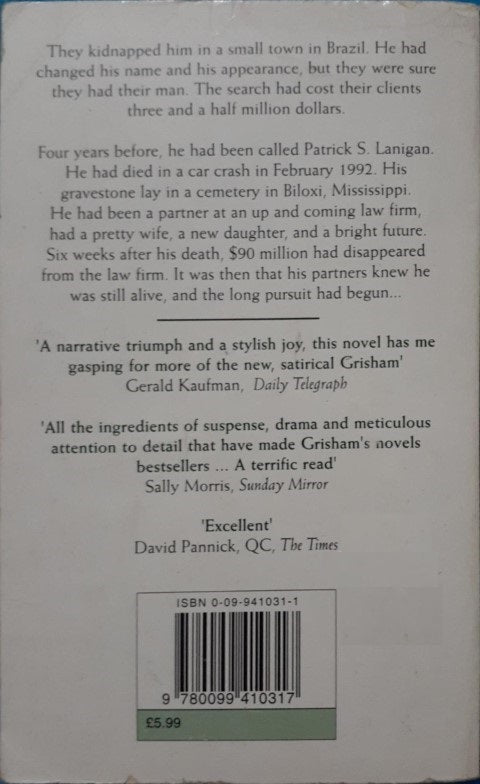 They kidnapped him in a small town in Brazil. He had
changed his name and his appearance, but they were sure
they had their man. The search had cost their clients
three and a half million dollars.
Four years before, he had been called Patrick S. Lanigan.
He had died in a car crash in February 1992. His
gravestone lay in a cemetery in Biloxi, Mississippi.
He had been a partner at an up and coming law firm,
had a pretty wife, a new daughter, and a bright future.
Six weeks after his death, $90 million had disappeared
from the law firm. It was then that his partners knew he
was still alive, and the long pursuit had begun...
'A narrative triumph and a stylish joy, this novel has me
gasping for more of the new, satirical Grisham'
Gerald Kaufman, Daily Telegraph
'All the ingredients of suspense, drama and meticulous
attention to detail that have made Grisham's novels
bestsellers ... A terrific read'
Sally Morris, Sunday Mirror
'Excellent'
David Pannick, QC, The Times
ISBN 0-09-941031-1
9 780099 410317
£5.99